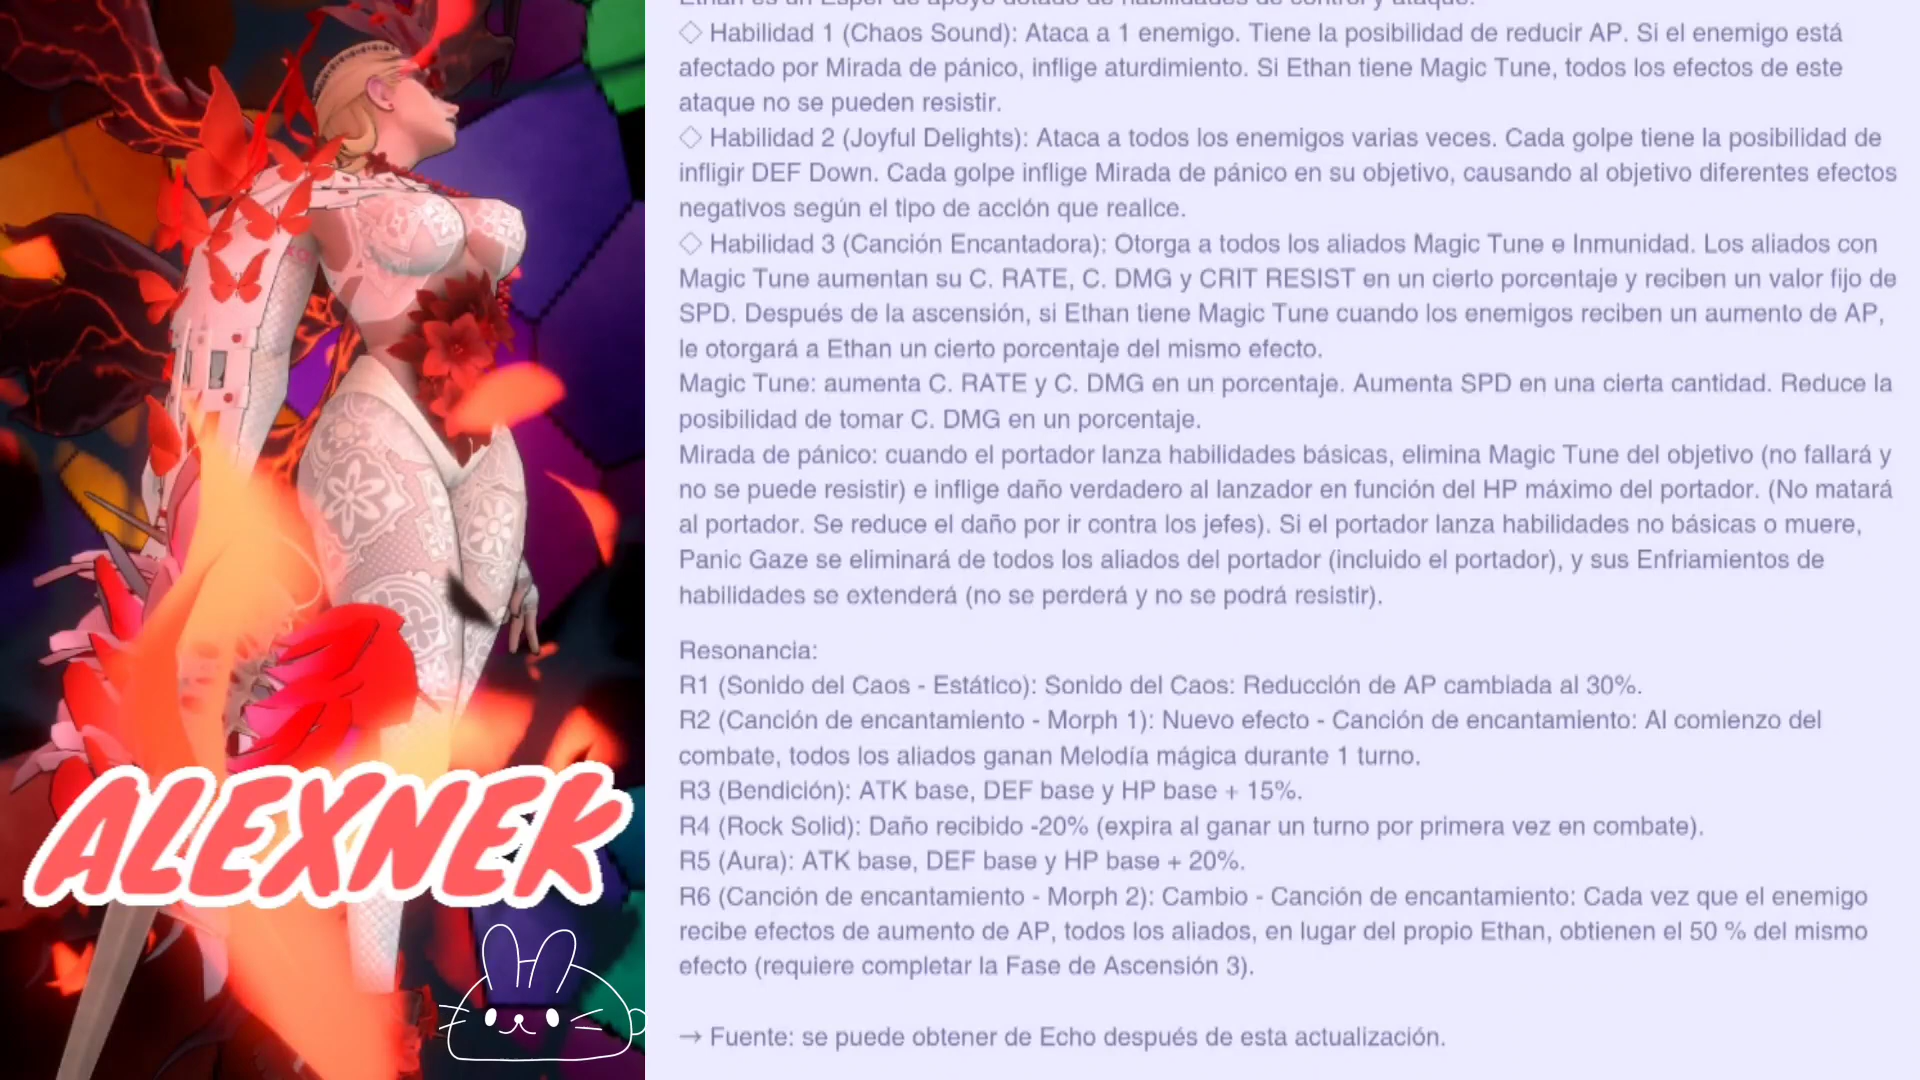 Ethan es un Esper de apoyo dotado de habilidades de control y ataque.
◇ Habilidad 1 (Chaos Sound): Ataca a 1 enemigo. Tiene la posibilidad de reducir AP. Si el enemigo está
afectado por Mirada de pánico, inflige aturdimiento. Si Ethan tiene Magic Tune, todos los efectos de este
ataque no se pueden resistir.
◇ Habilidad 2 (Joyful Delights): Ataca a todos los enemigos varias veces. Cada golpe tiene la posibilidad de
infligir DEF Down. Cada golpe inflige Mirada de pánico en su objetivo, causando al objetivo diferentes efectos
negativos según el tipo de acción que realice.
◇ Habilidad 3 (Canción Encantadora): Otorga a todos los aliados Magic Tune e Inmunidad. Los aliados con
Magic Tune aumentan su C. RATE, C. DMG y CRIT RESIST en un cierto porcentaje y reciben un valor fijo de
SPD. Después de la ascensión, si Ethan tiene Magic Tune cuando los enemigos reciben un aumento de AP,
le otorgará a Ethan un cierto porcentaje del mismo efecto.
Magic Tune: aumenta C. RATE y C. DMG en un porcentaje. Aumenta SPD en una cierta cantidad. Reduce la
posibilidad de tomar C. DMG en un porcentaje.
Mirada de pánico: cuando el portador lanza habilidades básicas, elimina Magic Tune del objetivo (no fallará y
no se puede resistir) e inflige daño verdadero al lanzador en función del HP máximo del portador. (No matará
al portador. Se reduce el daño por ir contra los jefes). Si el portador lanza habilidades no básicas o muere,
Panic Gaze se eliminará de todos los aliados del portador (incluido el portador), y sus Enfriamientos de
habilidades se extenderá (no se perderá y no se podrá resistir).
Resonancia:
R1 (Sonido del Caos - Estático): Sonido del Caos: Reducción de AP cambiada al 30%.
R2 (Canción de encantamiento - Morph 1): Nuevo efecto - Canción de encantamiento: Al comienzo del
combate, todos los aliados ganan Melodía mágica durante 1 turno.
R3 (Bendición): ATK base, DEF base y HP base + 15%.
R4 (Rock Solid): Daño recibido -20% (expira al ganar un turno por primera vez en combate).
R5 (Aura): ATK base, DEF base y HP base + 20%.
R6 (Canción de encantamiento - Morph 2): Cambio - Canción de encantamiento: Cada vez que el enemigo
recibe efectos de aumento de AP, todos los aliados, en lugar del propio Ethan, obtienen el 50 % del mismo
efecto (requiere completar la Fase de Ascensión 3).
→ Fuente: se puede obtener de Echo después de esta actualización.
ALEXNEK